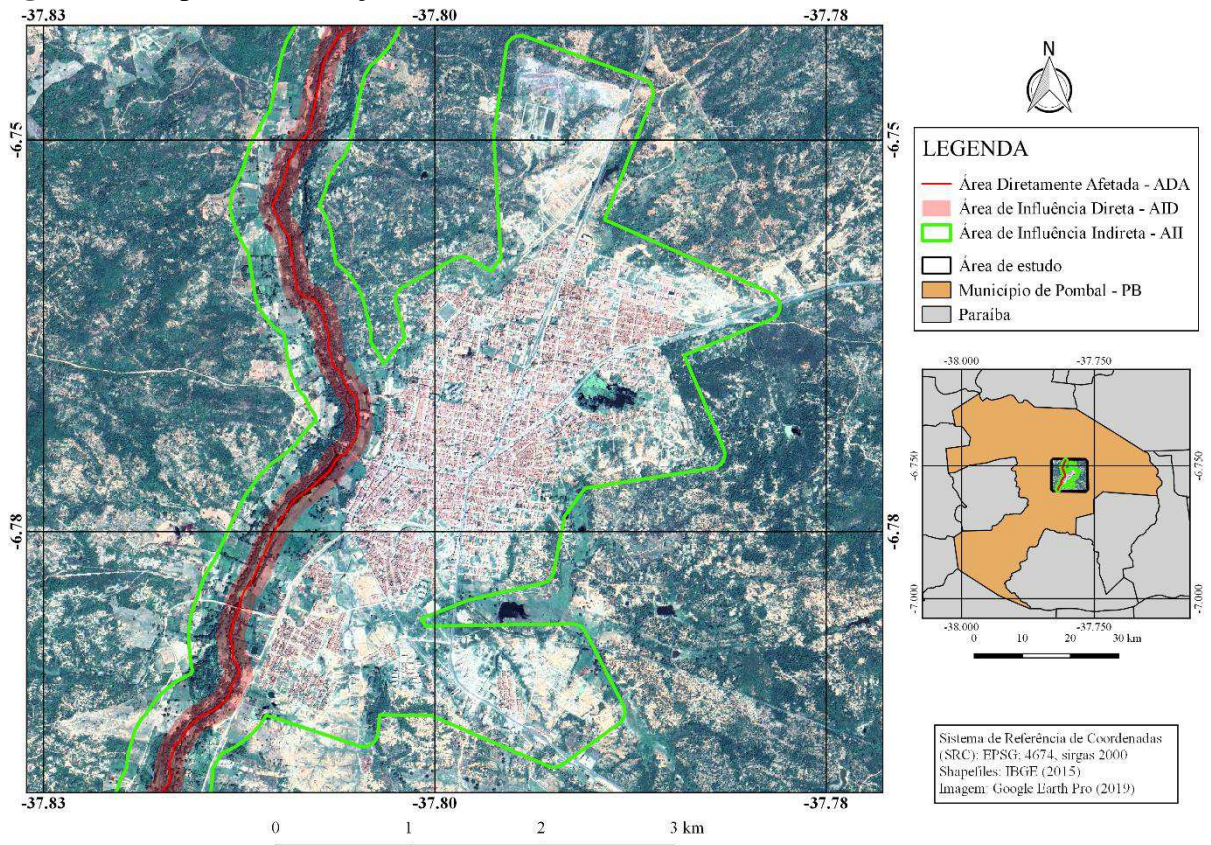 -37.83 -37.80 -37.78
-6.75 -6.75
-6.78 -6.78
-37.83 -37.80 -37.78
0 1 2 3 km
N
LEGENDA
Área Diretamente Afetada - ADA
Área de Influência Direta - AID
Área de Influência Indireta - AII
Área de estudo
Município de Pombal - PB
Paraíba
-38.000 -37.750
-6.750 -6.750
-7.000 -7.000
-38.000 -37.750
0 10 20 30 km
Sistema de Referência de Coordenadas
(SRC): EPSG: 4674, sirgas 2000
Shapefiles: IBGE (2015)
Imagem: Google Earth Pro (2019)